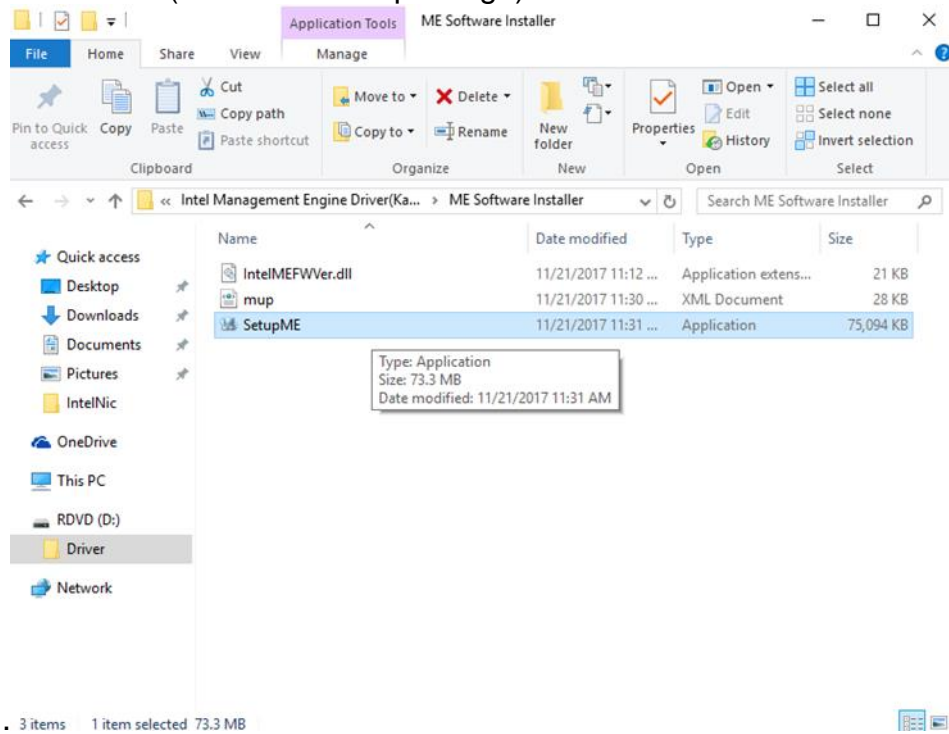 Application Tools ME Software Installer
File Home Share View Manage
Pin to Quick access
Copy
Paste
Cut
Copy path
Paste shortcut
Clipboard
Move to
Copy to
Delete
Rename
Organize
New folder
New
Properties
Open
Edit
History
Open
Select all
Select none
Invert selection
Select
« Intel Management Engine Driver(Ka... › ME Software Installer
Search ME Software Installer
Quick access
Desktop
Downloads
Documents
Pictures
IntelNic
OneDrive
This PC
RDVD (D:)
Driver
Network
Name Date modified Type Size
IntelMEFWVer.dll 11/21/2017 11:12 ... Application extens... 21 KB
mup 11/21/2017 11:30 ... XML Document 28 KB
SetupME 11/21/2017 11:31 ... Application 75,094 KB
Type: Application
Size: 73.3 MB
Date modified: 11/21/2017 11:31 AM
. 3 items 1 item selected 73.3 MB